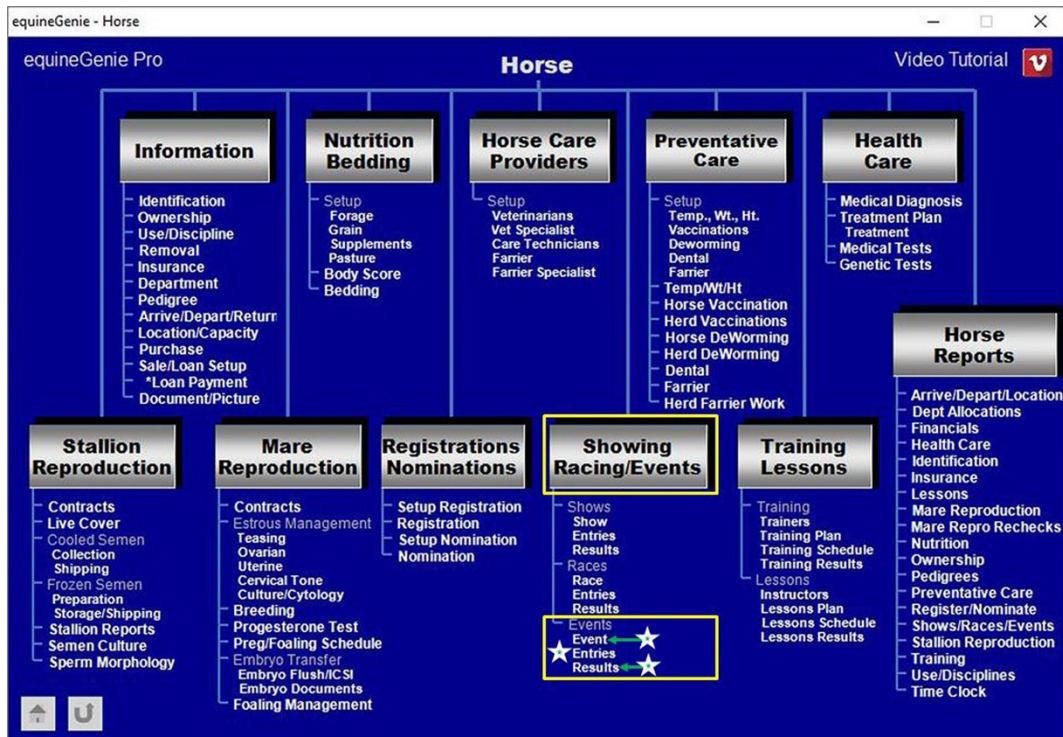 equineGenie - Horse
equineGenie Pro
Horse
Video Tutorial
Information
Identification
Ownership
Use/Discipline
Removal
Insurance
Department
Pedigree
Arrive/Depart/Return
Location/Capacity
Purchase
Sale/Loan Setup
*Loan Payment
Document/Picture
Nutrition
Bedding
Setup
Forage
Grain
Supplements
Pasture
Body Score
Bedding
Horse Care
Providers
Setup
Veterinarians
Vet Specialist
Care Technicians
Farrier
Farrier Specialist
Preventative
Care
Setup
Temp., Wt., Ht.
Vaccinations
Deworming
Dental
Farrier
Temp/Wt/Ht
Horse Vaccination
Herd Vaccinations
Horse DeWorming
Herd DeWorming
Dental
Farrier
Herd Farrier Work
Health
Care
Medical Diagnosis
Treatment Plan
Treatment
Medical Tests
Genetic Tests
Stallion
Reproduction
Contracts
Live Cover
Cooled Semen
Collection
Shipping
Frozen Semen
Preparation
Storage/Shipping
Stallion Reports
Semen Culture
Sperm Morphology
Mare
Reproduction
Contracts
Estrous Management
Teasing
Ovarian
Uterine
Cervical Tone
Culture/Cytology
Breeding
Progesterone Test
Preg/Foaling Schedule
Embryo Transfer
Embryo Flush/ICSI
Embryo Documents
Foaling Management
Registrations
Nominations
Setup Registration
Registration
Setup Nomination
Nomination
Showing
Racing/Events
Shows
Show
Entries
Results
Races
Race
Entries
Results
Events
Event
Entries
Results
Training
Lessons
Training
Trainers
Training Plan
Training Schedule
Training Results
Lessons
Instructors
Lessons Plan
Lessons Schedule
Lessons Results
Horse
Reports
Arrive/Depart/Location
Dept Allocations
Financials
Health Care
Identification
Insurance
Lessons
Mare Reproduction
Mare Repro Rechecks
Nutrition
Ownership
Pedigrees
Preventative Care
Register/Nominate
Shows/Races/Events
Stallion Reproduction
Training
Use/Disciplines
Time Clock